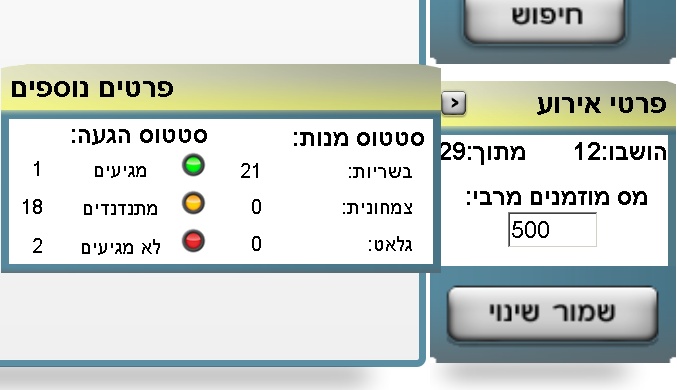 חיפוש
פרטי אירוע
הושבו:12 מתוך:29
מס מוזמנים מרבי:
500
שמור שינוי
פרטים נוספים
סטטוס מנות: סטטוס הגעה:
בשריות: 21 מגיעים 1
צמחונית: 0 מתנדנדים 18
גלאט: 0 לא מגיעים 2